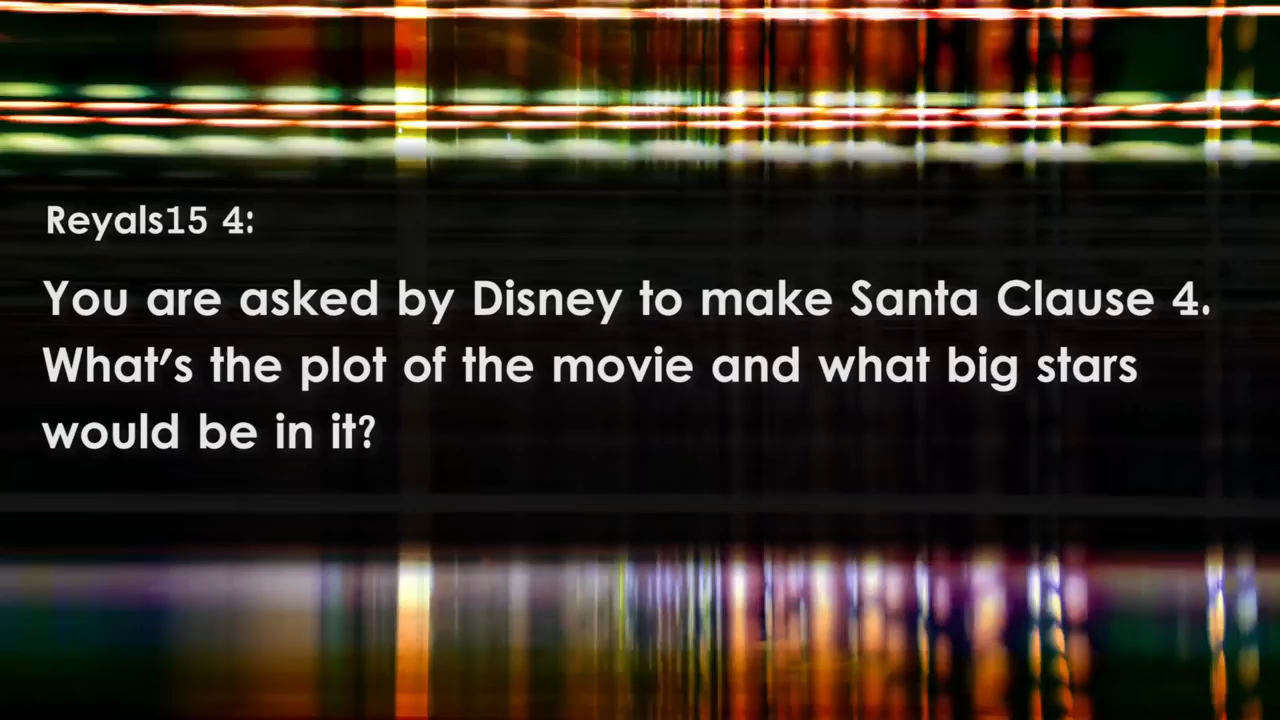 Reyals15 4:
You are asked by Disney to make Santa Clause 4.
What's the plot of the movie and what big stars
would be in it?